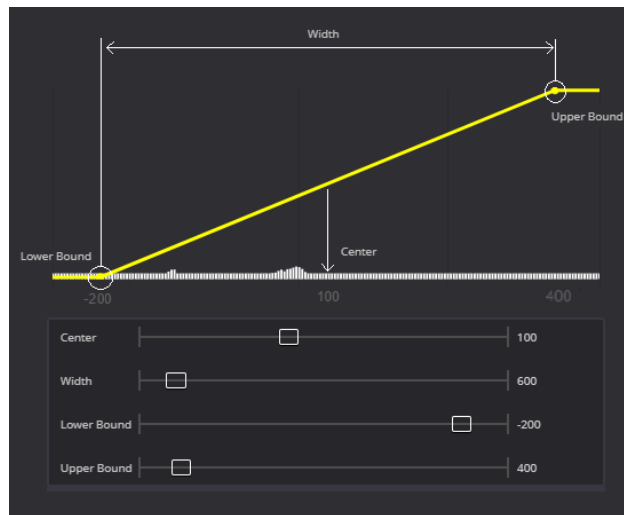 Width
Upper Bound
Lower Bound
Center
-200
100
400
Center 100
Width 600
Lower Bound -200
Upper Bound 400